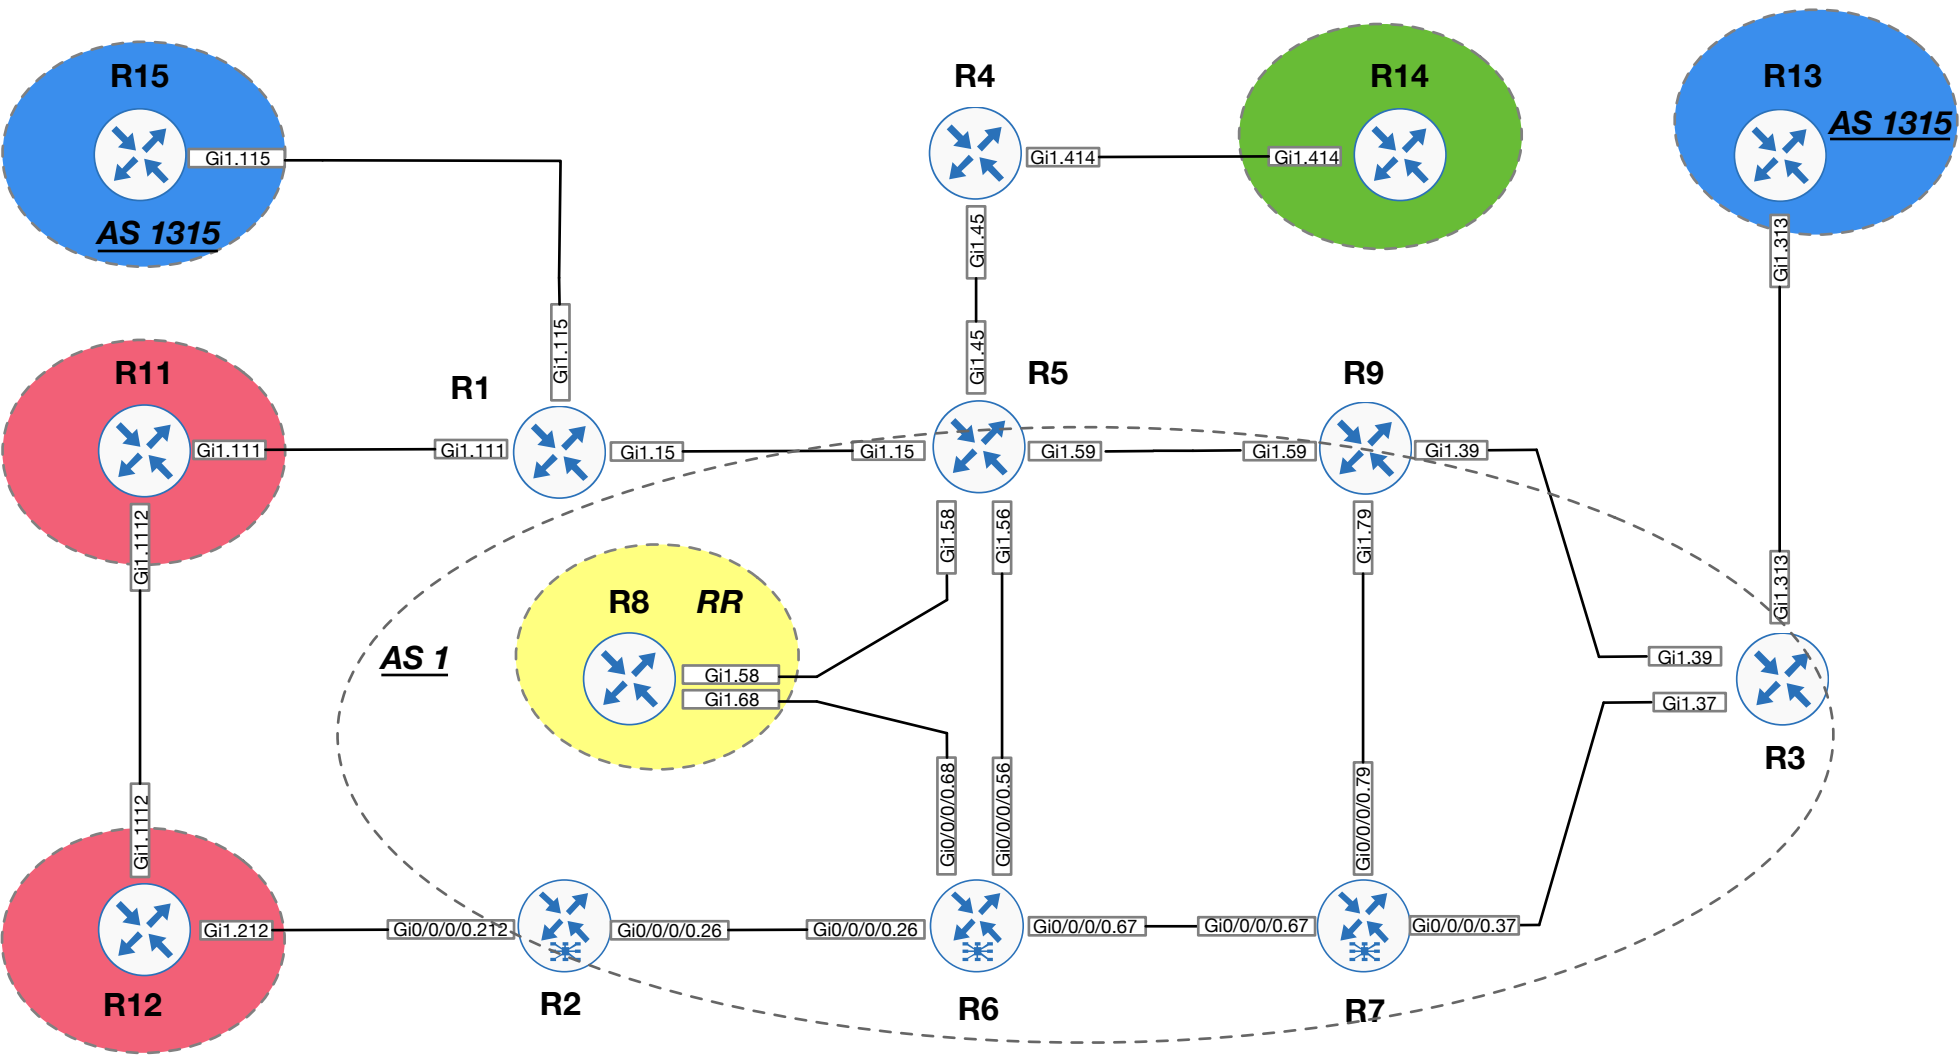 R15
Gi1.115
AS 1315
R4
Gi1.414
Gi1.414
R14
R13
AS 1315
Gi1.45
Gi1.45
Gi1.313
Gi1.313
Gi1.115
R11
Gi1.111
Gi1.111
R1
Gi1.15
Gi1.15
R5
Gi1.59
Gi1.59
R9
Gi1.39
Gi1.1112
Gi1.1112
Gi1.58
Gi1.56
Gi1.79
R8
RR
Gi1.58
Gi1.68
AS 1
Gi1.39
Gi1.37
R3
Gi0/0/0/0.68
Gi0/0/0/0.56
Gi0/0/0/0.79
Gi1.212
Gi0/0/0/0.212
Gi0/0/0/0.26
Gi0/0/0/0.26
Gi0/0/0/0.67
Gi0/0/0/0.67
Gi0/0/0/0.37
R12
R2
R6
R7